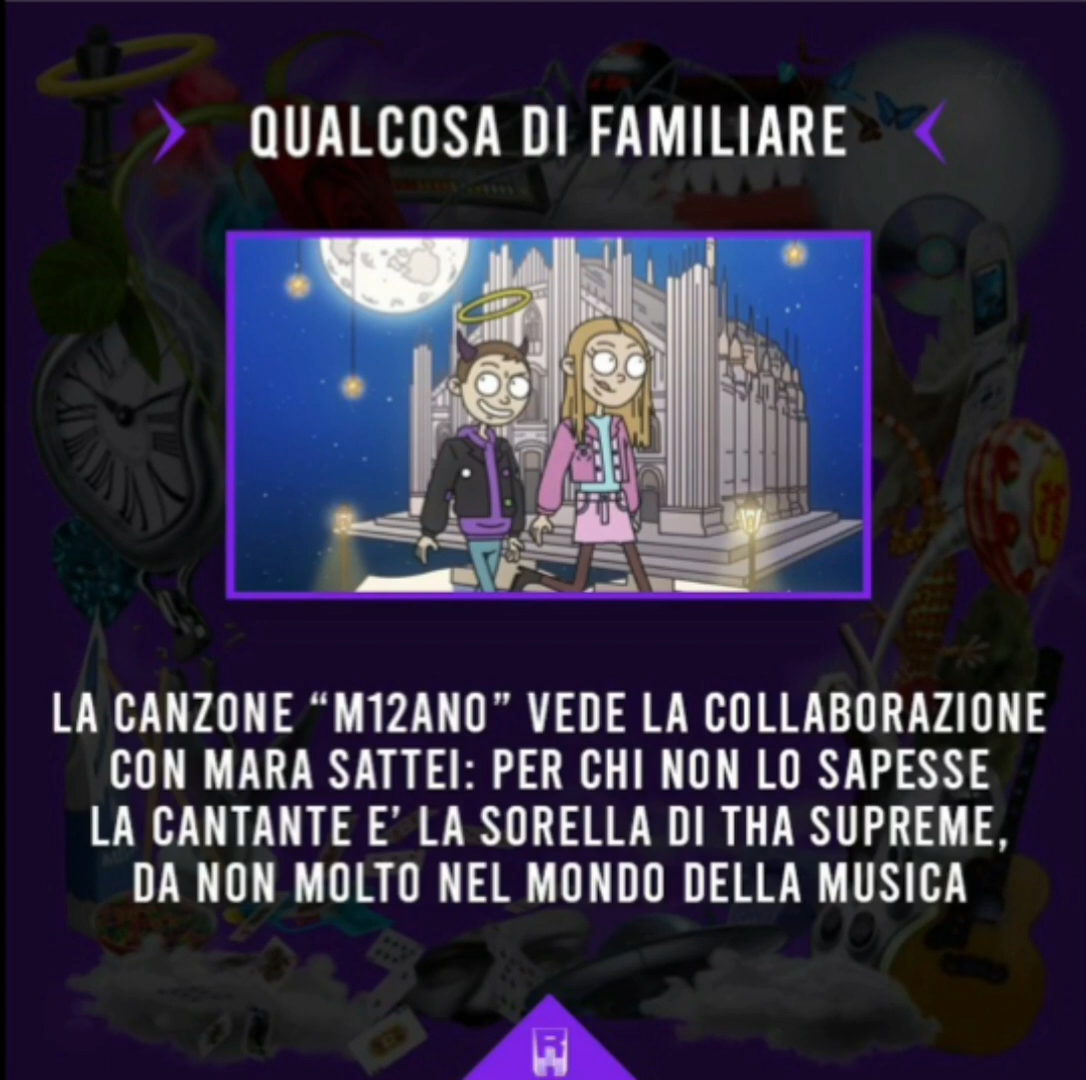 QUALCOSA DI FAMILIARE
LA CANZONE “M12ANO” VEDE LA COLLABORAZIONE
CON MARA SATTEI: PER CHI NON LO SAPESSE
LA CANTANTE E’ LA SORELLA DI THA SUPREME,
DA NON MOLTO NEL MONDO DELLA MUSICA